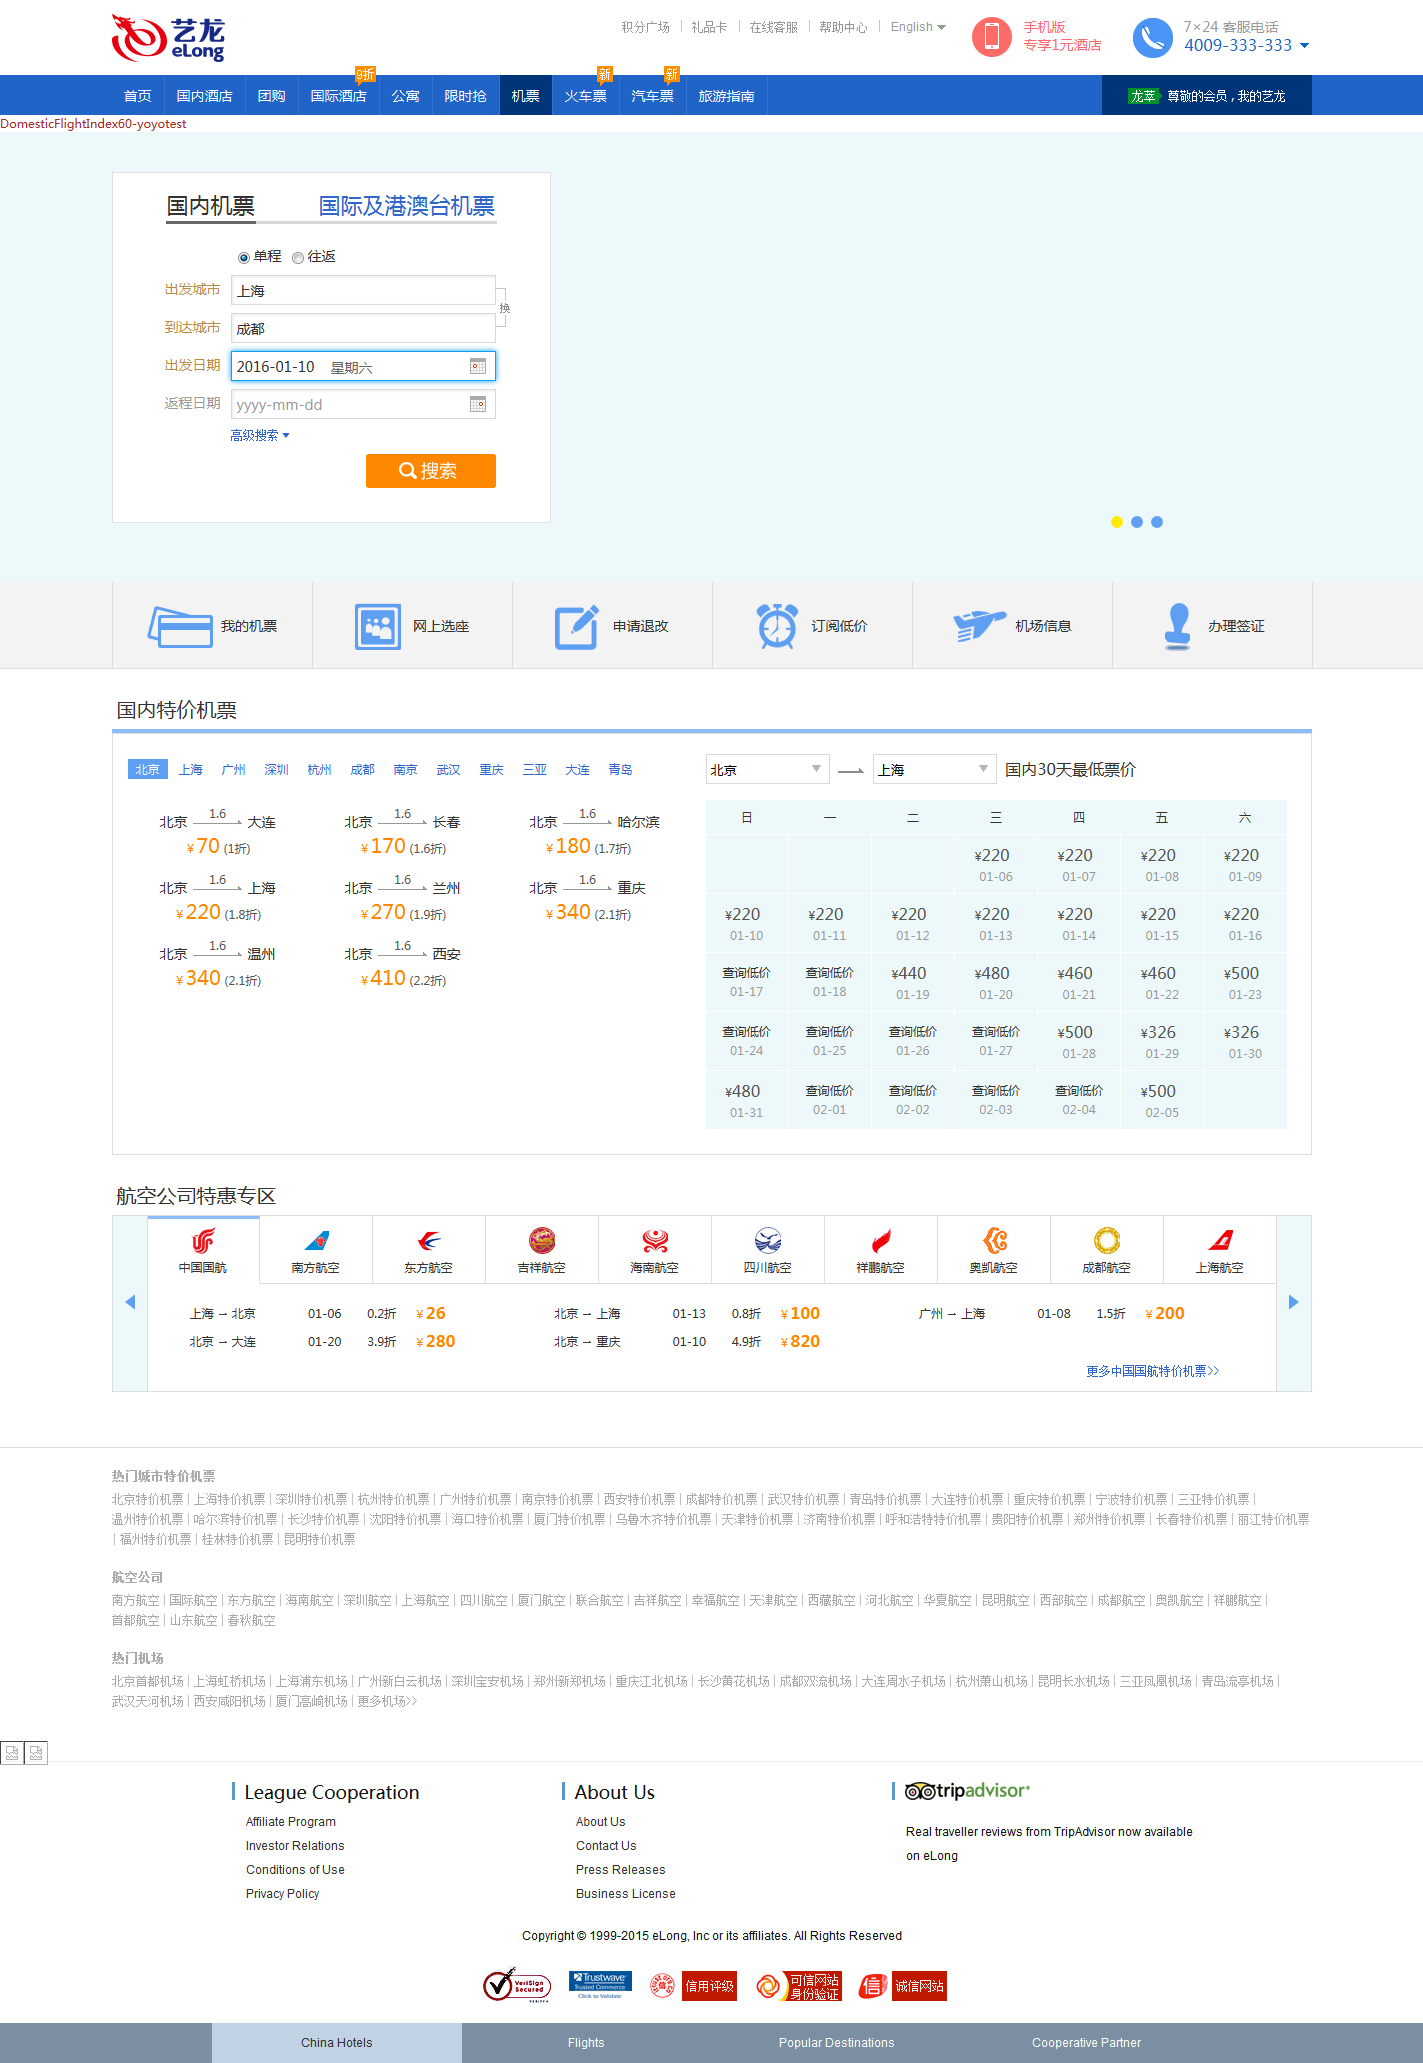 艺龙
eLong
积分广场 礼品卡 在线客服 帮助中心 English
手机版
专享1元酒店
7×24 客服电话
4009-333-333
9折 新 新
首页 国内酒店 团购 国际酒店 公寓 限时抢 机票 火车票 汽车票 旅游指南
龙萃 尊敬的会员,我的艺龙
DomesticFlightIndex60-yoyotest
国内机票 国际及港澳台机票
单程 往返
出发城市 上海
换
到达城市 成都
出发日期 2016-01-10 星期六
返程日期 yyyy-mm-dd
高级搜索
搜索
我的机票 网上选座 申请退改 订阅低价 机场信息 办理签证
国内特价机票
北京 上海 广州 深圳 杭州 成都 南京 武汉 重庆 三亚 大连 青岛
北京 1.6 大连 北京 1.6 长春 北京 1.6 哈尔滨
¥70 (1折) ¥170 (1.6折) ¥180 (1.7折)
北京 1.6 上海 北京 1.6 兰州 北京 1.6 重庆
¥220 (1.8折) ¥270 (1.9折) ¥340 (2.1折)
北京 1.6 温州 北京 1.6 西安
¥340 (2.1折) ¥410 (2.2折)
北京 上海 国内30天最低票价
日 一 二 三 四 五 六
¥220 ¥220 ¥220 ¥220
01-06 01-07 01-08 01-09
¥220 ¥220 ¥220 ¥220 ¥220 ¥220 ¥220
01-10 01-11 01-12 01-13 01-14 01-15 01-16
查询低价 查询低价 ¥440 ¥480 ¥460 ¥460 ¥500
01-17 01-18 01-19 01-20 01-21 01-22 01-23
查询低价 查询低价 查询低价 查询低价 ¥500 ¥326 ¥326
01-24 01-25 01-26 01-27 01-28 01-29 01-30
¥480 查询低价 查询低价 查询低价 查询低价 ¥500
01-31 02-01 02-02 02-03 02-04 02-05
航空公司特惠专区
中国国航 南方航空 东方航空 吉祥航空 海南航空 四川航空 祥鹏航空 奥凯航空 成都航空 上海航空
上海 → 北京 01-06 0.2折 ¥26 北京 → 上海 01-13 0.8折 ¥100 广州 → 上海 01-08 1.5折 ¥200
北京 → 大连 01-20 3.9折 ¥280 北京 → 重庆 01-10 4.9折 ¥820
更多中国国航特价机票>>
热门城市特价机票
北京特价机票 | 上海特价机票 | 深圳特价机票 | 杭州特价机票 | 广州特价机票 | 南京特价机票 | 西安特价机票 | 成都特价机票 | 武汉特价机票 | 青岛特价机票 | 大连特价机票 | 重庆特价机票 | 宁波特价机票 | 三亚特价机票 |
温州特价机票 | 哈尔滨特价机票 | 长沙特价机票 | 沈阳特价机票 | 海口特价机票 | 厦门特价机票 | 乌鲁木齐特价机票 | 天津特价机票 | 济南特价机票 | 呼和浩特特价机票 | 贵阳特价机票 | 郑州特价机票 | 长春特价机票 | 丽江特价机票
| 福州特价机票 | 桂林特价机票 | 昆明特价机票
航空公司
南方航空 | 国际航空 | 东方航空 | 海南航空 | 深圳航空 | 上海航空 | 四川航空 | 厦门航空 | 联合航空 | 吉祥航空 | 幸福航空 | 天津航空 | 西藏航空 | 河北航空 | 华夏航空 | 昆明航空 | 西部航空 | 成都航空 | 奥凯航空 | 祥鹏航空 |
首都航空 | 山东航空 | 春秋航空
热门机场
北京首都机场 | 上海虹桥机场 | 上海浦东机场 | 广州新白云机场 | 深圳宝安机场 | 郑州新郑机场 | 重庆江北机场 | 长沙黄花机场 | 成都双流机场 | 大连周水子机场 | 杭州萧山机场 | 昆明长水机场 | 三亚凤凰机场 | 青岛流亭机场 |
武汉天河机场 | 西安咸阳机场 | 厦门高崎机场 | 更多机场>>
League Cooperation About Us tripadvisor®
Affiliate Program About Us
Real traveller reviews from TripAdvisor now available
Investor Relations Contact Us
on eLong
Conditions of Use Press Releases
Privacy Policy Business License
Copyright © 1999-2015 eLong, Inc or its affiliates. All Rights Reserved
VeriSign Secured VERIFY Trustwave Trusted Commerce Click to Validate 信用评级 可信网站 身份验证 信 诚信网站
China Hotels Flights Popular Destinations Cooperative Partner